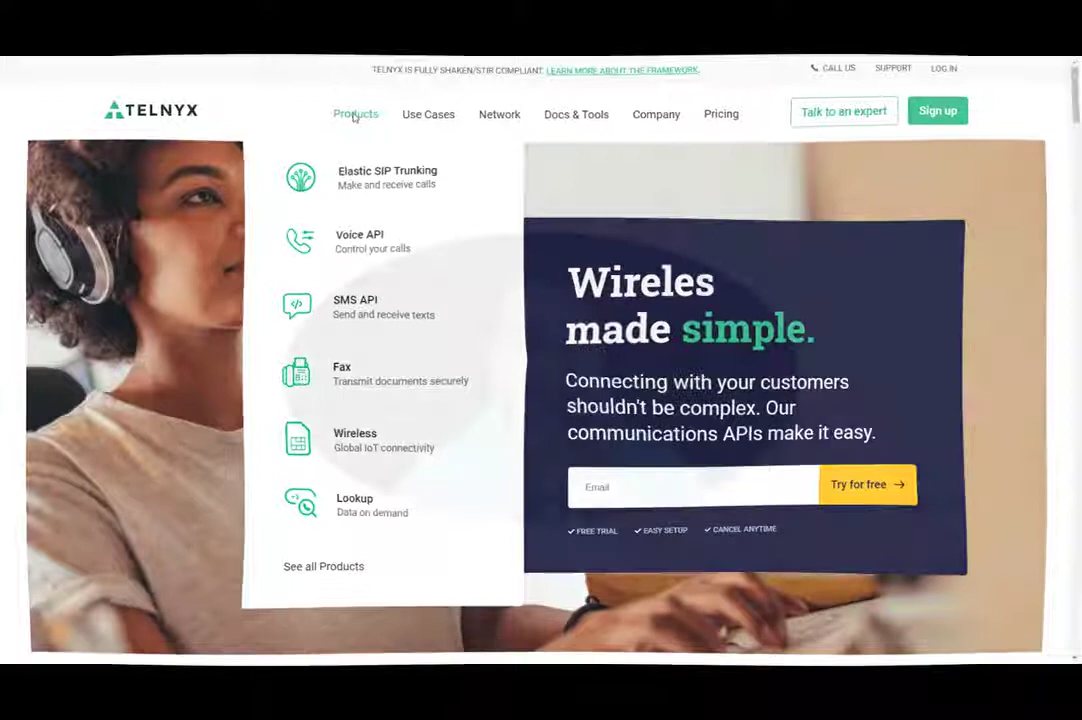 TELNYX IS FULLY SHAKEN/STIR COMPLIANT. LEARN MORE ABOUT THE FRAMEWORK.
CALL US SUPPORT LOG IN
TELNYX
Products Use Cases Network Docs & Tools Company Pricing Talk to an expert Sign up
Elastic SIP Trunking
Make and receive calls
Voice API
Control your calls
SMS API
Send and receive texts
Fax
Transmit documents securely
Wireless
Global IoT connectivity
Lookup
Data on demand
See all Products
Wireles
made simple.
Connecting with your customers
shouldn't be complex. Our
communications APIs make it easy.
Email Try for free
FREE TRIAL EASY SETUP CANCEL ANYTIME